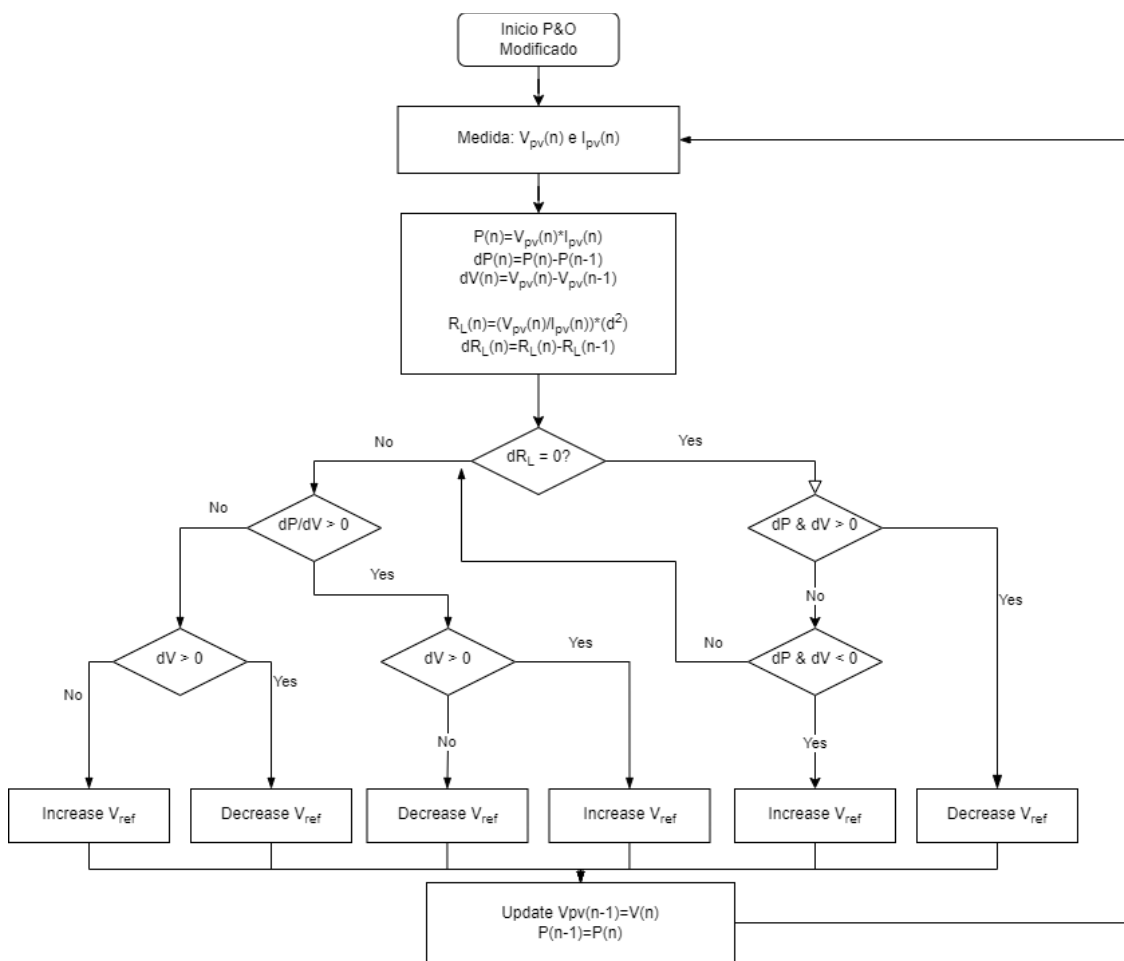 Inicio P&O
Modificado
Medida: Vpv(n) e Ipv(n)
P(n)=Vpv(n)*Ipv(n)
dP(n)=P(n)-P(n-1)
dV(n)=Vpv(n)-Vpv(n-1)
RL(n)=(Vpv(n)/Ipv(n))*(d²)
dRL(n)=RL(n)-RL(n-1)
No
dRL = 0?
Yes
No
dP/dV > 0
dP & dV > 0
Yes
No
Yes
dV > 0
dV > 0
Yes
No
dP & dV < 0
No
Yes
No
Yes
Increase Vref
Decrease Vref
Decrease Vref
Increase Vref
Increase Vref
Decrease Vref
Update Vpv(n-1)=V(n)
P(n-1)=P(n)